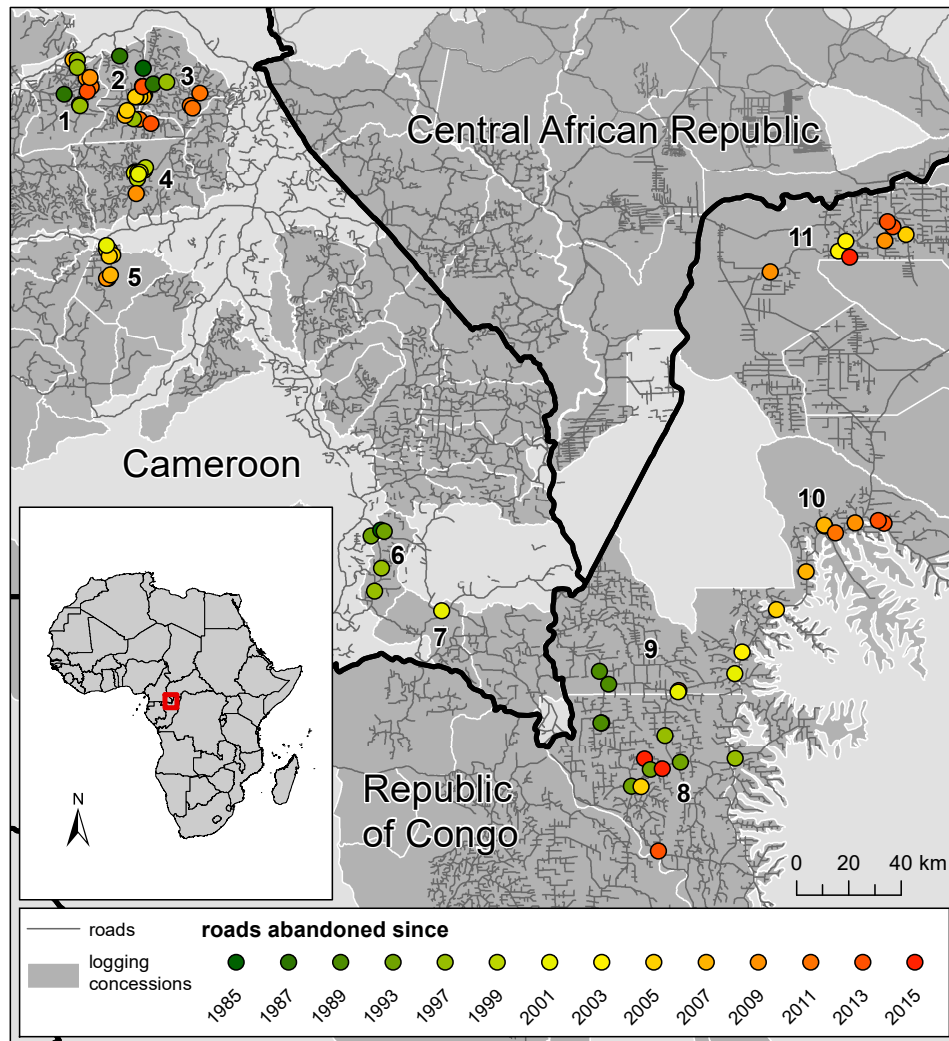 2
3
1
Central African Republic
4
11
5
Cameroon
10
6
7
9
Republic
of Congo
8
N
0 20 40 km
roads
roads abandoned since
logging
concessions
1985 1987 1989 1993 1997 1999 2001 2003 2005 2007 2009 2011 2013 2015